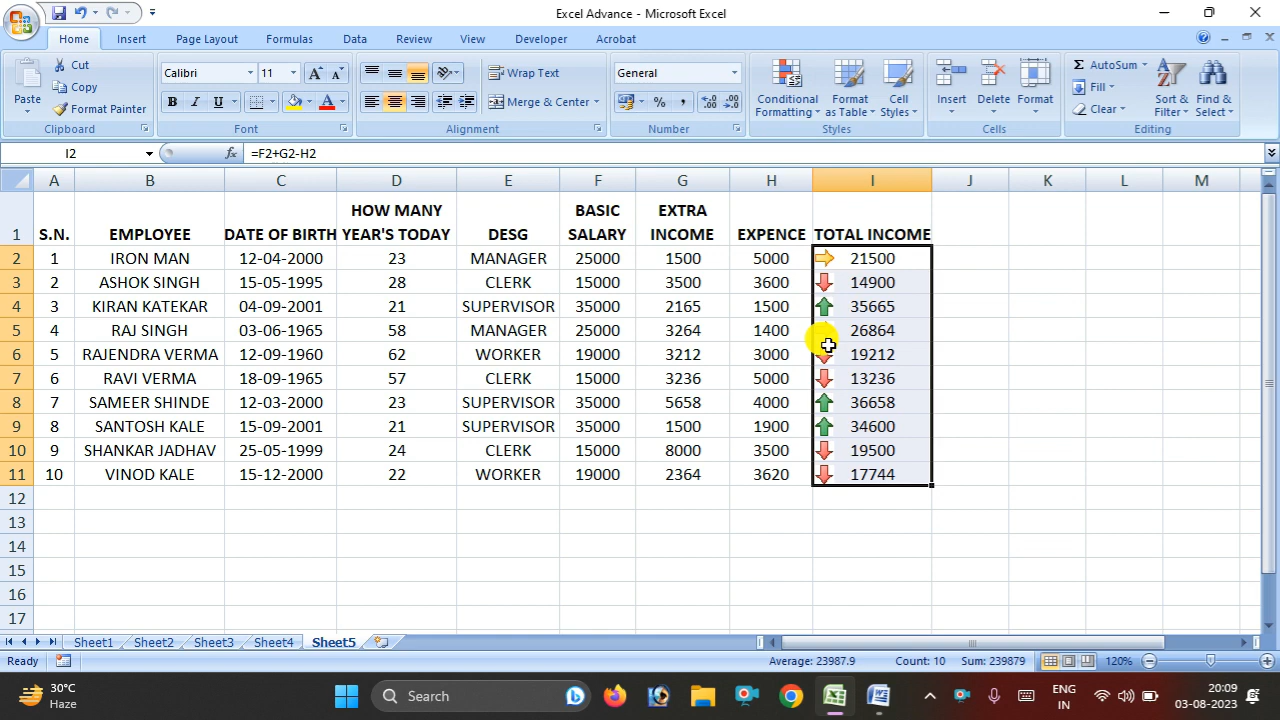 Excel Advance - Microsoft Excel
Home Insert Page Layout Formulas Data Review View Developer Acrobat
Paste Cut Copy Format Painter
Calibri 11
B I U A
Wrap Text
Merge & Center
General
% ,
Conditional Formatting Format as Table Cell Styles
Insert Delete Format
Σ AutoSum Fill Clear
Sort & Filter Find & Select
Clipboard Font Alignment Number Styles Cells Editing
I2 fx =F2+G2-H2
A B C D E F G H I J K L M
1 S.N. EMPLOYEE DATE OF BIRTH HOW MANY YEAR'S TODAY DESG BASIC SALARY EXTRA INCOME EXPENCE TOTAL INCOME
2 1 IRON MAN 12-04-2000 23 MANAGER 25000 1500 5000 21500
3 2 ASHOK SINGH 15-05-1995 28 CLERK 15000 3500 3600 14900
4 3 KIRAN KATEKAR 04-09-2001 21 SUPERVISOR 35000 2165 1500 35665
5 4 RAJ SINGH 03-06-1965 58 MANAGER 25000 3264 1400 26864
6 5 RAJENDRA VERMA 12-09-1960 62 WORKER 19000 3212 3000 19212
7 6 RAVI VERMA 18-09-1965 57 CLERK 15000 3236 5000 13236
8 7 SAMEER SHINDE 12-03-2000 23 SUPERVISOR 35000 5658 4000 36658
9 8 SANTOSH KALE 15-09-2001 21 SUPERVISOR 35000 1500 1900 34600
10 9 SHANKAR JADHAV 25-05-1999 24 CLERK 15000 8000 3500 19500
11 10 VINOD KALE 15-12-2000 22 WORKER 19000 2364 3620 17744
12
13
14
15
16
17
Sheet1 Sheet2 Sheet3 Sheet4 Sheet5
Ready Average: 23987.9 Count: 10 Sum: 239879 120%
30°C
Haze
Search
ENG
IN
20:09
03-08-2023